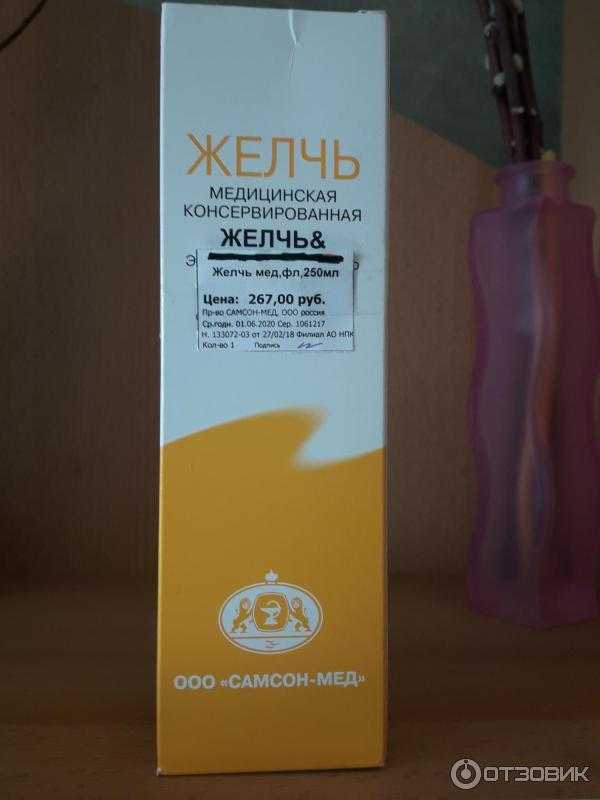 ЖЕЛЧЬ
МЕДИЦИНСКАЯ
КОНСЕРВИРОВАННАЯ
ЖЕЛЧЬ&
Желчь мед,фл,250мл
Цена: 267,00 руб.
Пр-во САМСОН-МЕД, ООО россия
Ср.годн. 01.06.2020 Сер. 1061217
Н. 133072-03 от 27/02/18 Филиал АО НПК
Кол-во 1 Подпись
ООО «САМСОН-МЕД»
ОТЗОВИК